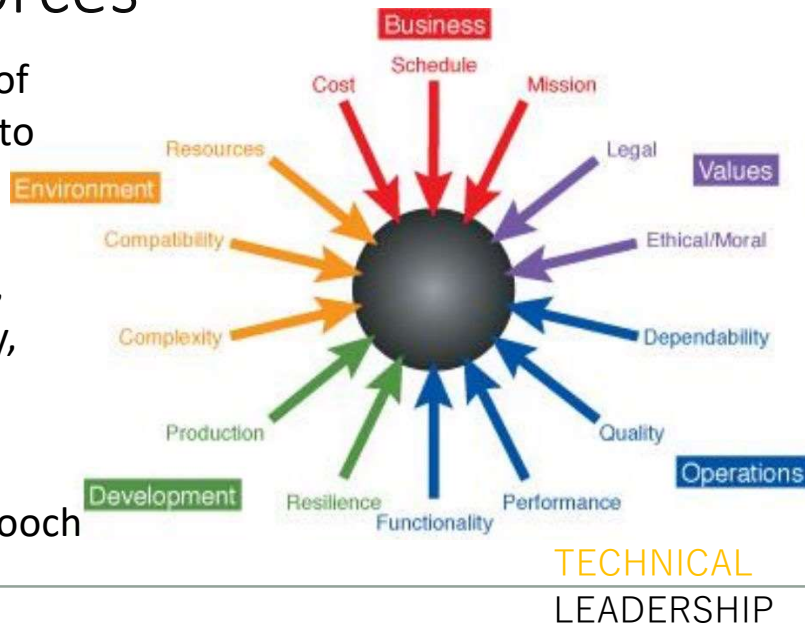 of
to
y,
ooch
Business
Schedule
Cost
Mission
Resources
Legal
Environment
Values
Compatibility
Ethical/Moral
Complexity
Dependability
Production
Quality
Development
Operations
Resilience
Performance
Functionality
TECHNICAL
LEADERSHIP